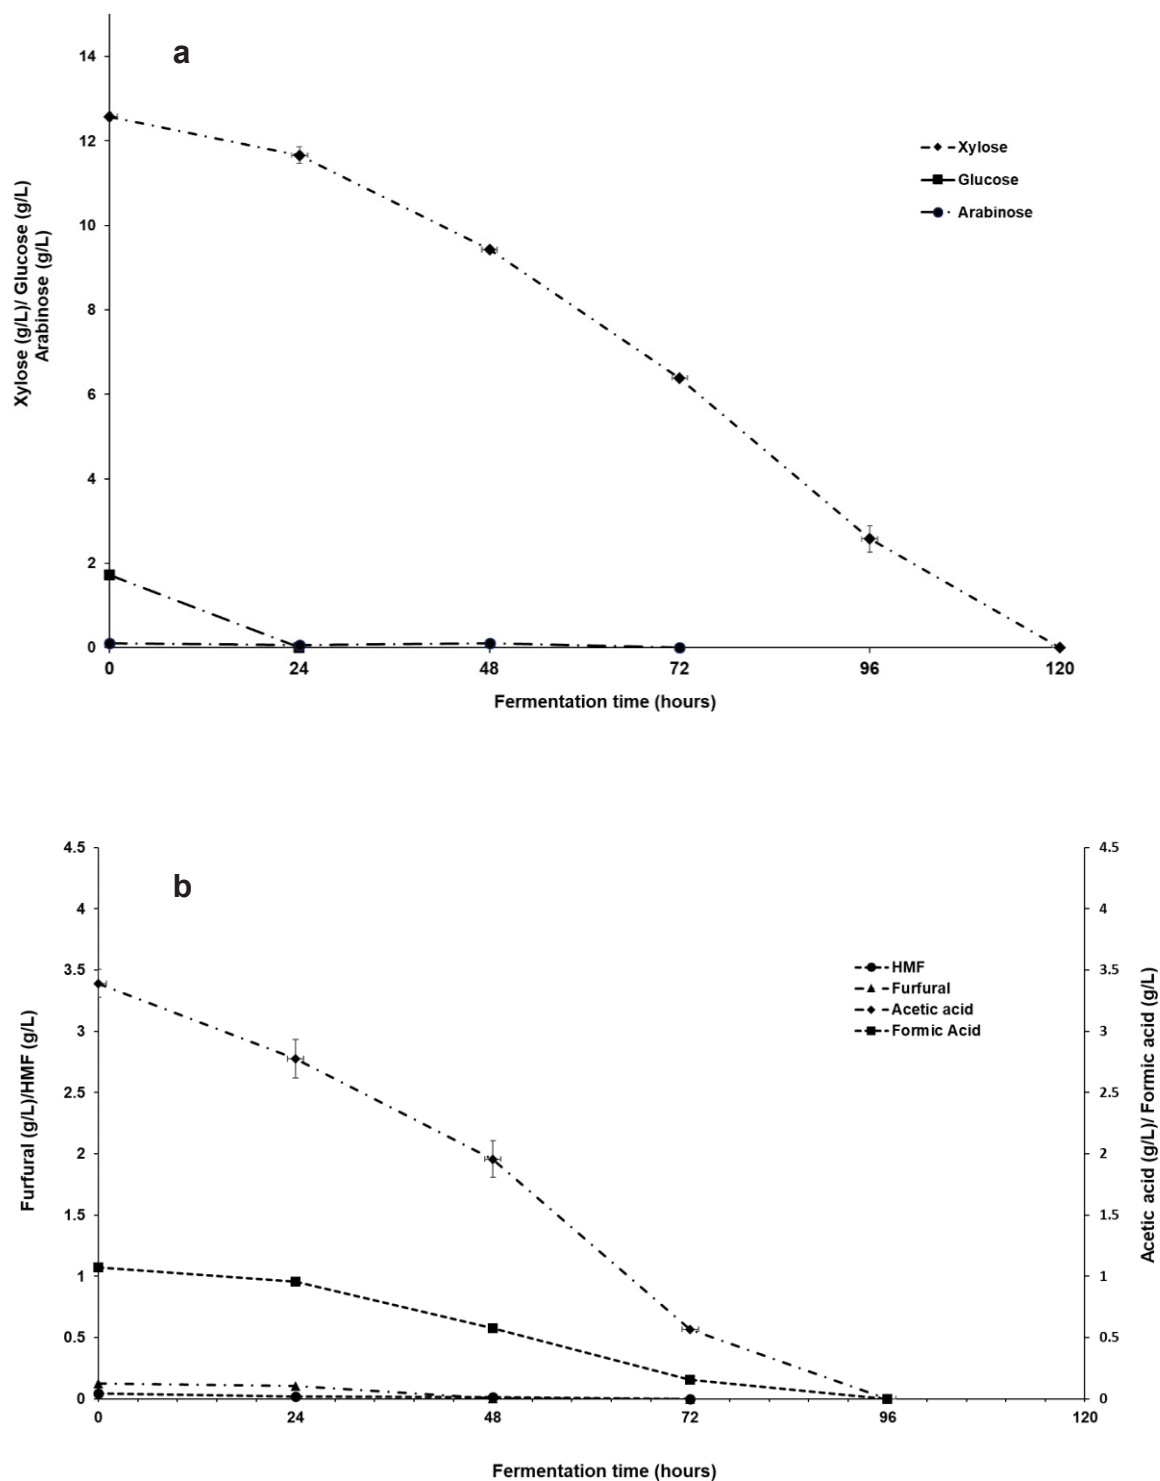 a
14
12
10
8
6
4
2
0
Xylose (g/L)/ Glucose (g/L)
Arabinose (g/L)
Xylose
Glucose
Arabinose
0 24 48 72 96 120
Fermentation time (hours)
b
4.5
4
3.5
3
2.5
2
1.5
1
0.5
0
Furfural (g/L)/HMF (g/L)
HMF
Furfural
Acetic acid
Formic Acid
4.5
4
3.5
3
2.5
2
1.5
1
0.5
0
Acetic acid (g/L)/ Formic acid (g/L)
0 24 48 72 96 120
Fermentation time (hours)